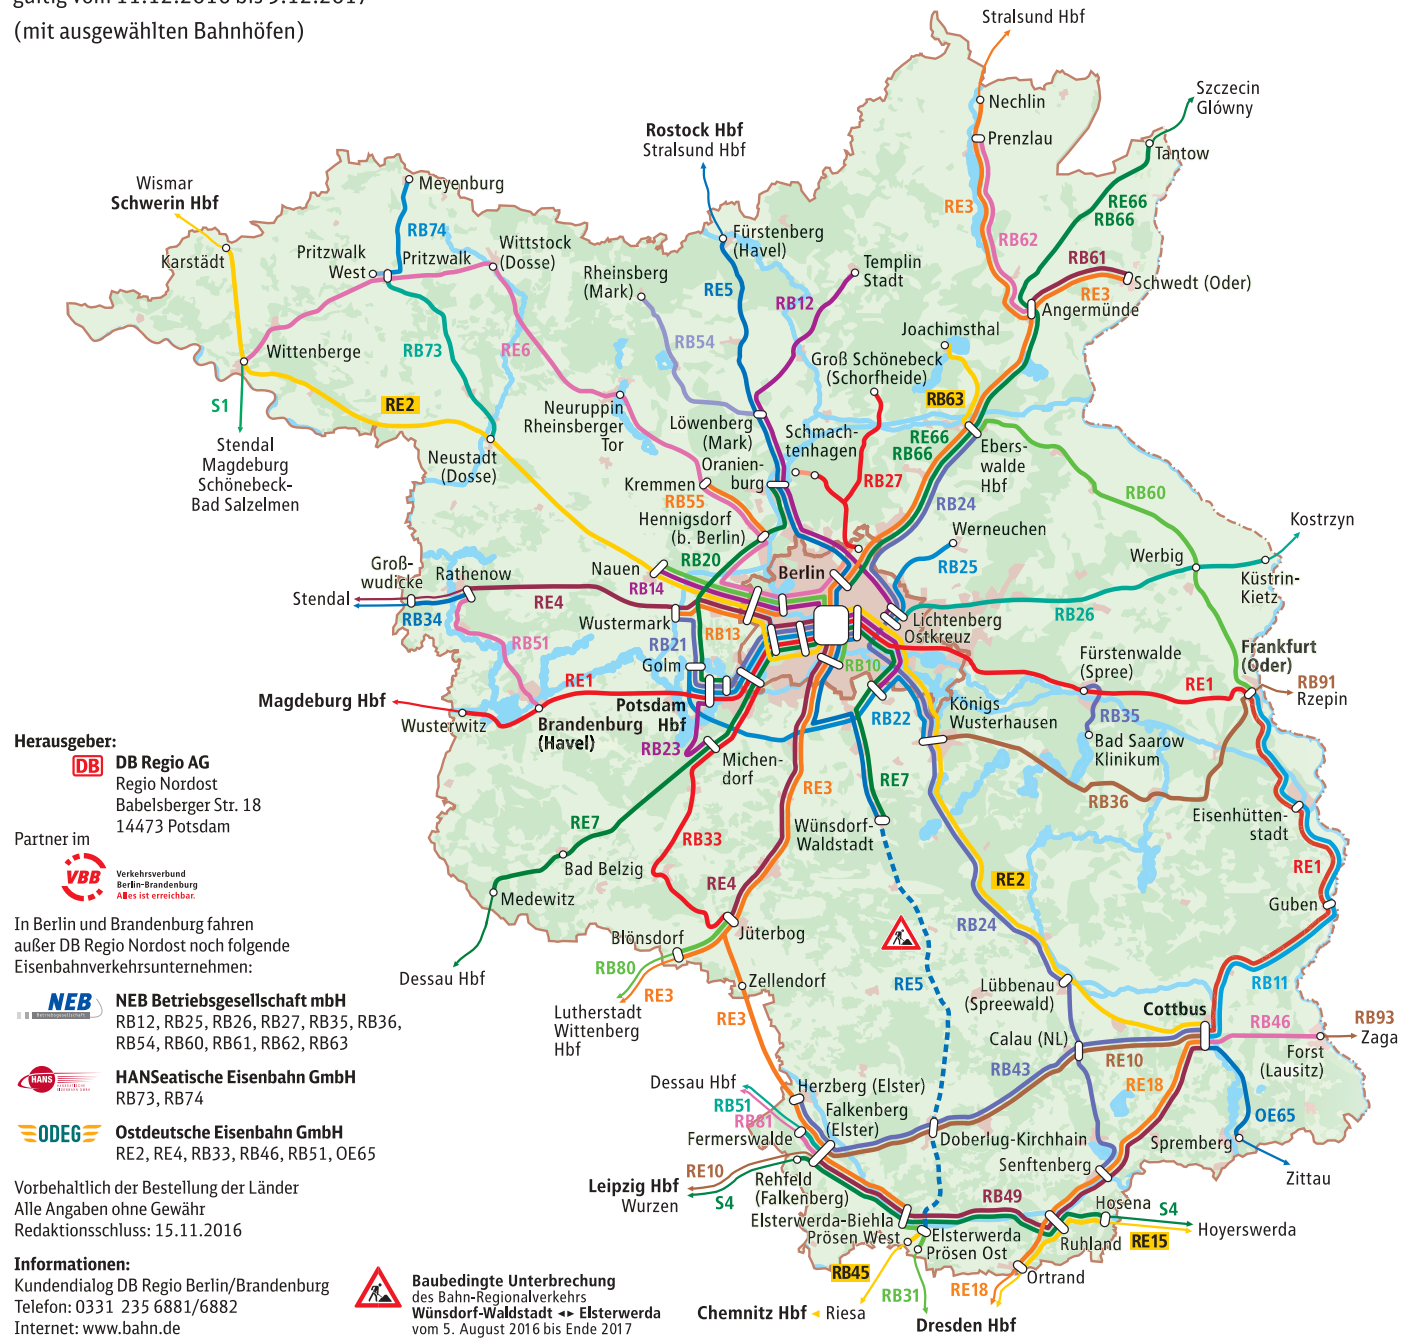 gültig vom 11.12.2016 bis 9.12.2017
(mit ausgewählten Bahnhöfen)
Stralsund Hbf
Nechlin
Prenzlau
Szczecin
Glówny
Tantow
RE66
RB66
RE3
RB62
RB61
RE3
Schwedt (Oder)
Angermünde
Rostock Hbf
Stralsund Hbf
Fürstenberg
(Havel)
Templin
Stadt
RE5
RB12
Rheinsberg
(Mark)
RB54
Wismar
Schwerin Hbf
Karstädt
Meyenburg
RB74
Pritzwalk
West
Pritzwalk
Wittstock
(Dosse)
Wittenberge
RB73
RE6
S1
RE2
Stendal
Magdeburg
Schönebeck-
Bad Salzelmen
Neustadt
(Dosse)
Neuruppin
Rheinsberger
Tor
Joachimsthal
Groß Schönebeck
(Schorfheide)
RB63
Löwenberg
(Mark)
Schmach-
tenhagen
RE66
RB66
Ebers-
walde
Hbf
Oranien-
burg
Kremmen
RB55
RB27
RB24
RB60
Hennigsdorf
(b. Berlin)
Werneuchen
Kostrzyn
RB20
Berlin
RB25
Werbig
Küstrin-
Kietz
Groß-
wudicke
Rathenow
Nauen
RB14
Stendal
RB34
RE4
Wustermark
RB13
RB21
RB51
Golm
RB10
Lichtenberg
Ostkreuz
RB26
Fürstenwalde
(Spree)
Frankfurt
(Oder)
RB91
Rzepin
RE1
Magdeburg Hbf
RE1
Wusterwitz
Brandenburg
(Havel)
Potsdam
Hbf
RB23
RB22
Königs
Wusterhausen
RB35
Bad Saarow
Klinikum
Michen-
dorf
RE3
RE7
RB36
Eisenhütten-
stadt
Wünsdorf-
Waldstadt
RE7
RB33
Bad Belzig
Medewitz
RE4
RE2
RE1
Guben
RB24
Blönsdorf
Jüterbog
Dessau Hbf
RB80
RE3
Zellendorf
Lutherstadt
Wittenberg
Hbf
RE3
RE5
Lübbenau
(Spreewald)
RB11
Cottbus
RB46
RB93
Zaga
Forst
(Lausitz)
Calau (NL)
RB43
RE10
RE18
Dessau Hbf
RB51
RB81
Fermerswalde
Herzberg (Elster)
Falkenberg
(Elster)
OE65
Doberlug-Kirchhain
Spremberg
Zittau
Senftenberg
RE10
Leipzig Hbf
Wurzen
S4
Rehfeld
(Falkenberg)
RB49
Hosena
S4
Hoyerswerda
Elsterwerda-Biehla
Prösen West
Elsterwerda
Prösen Ost
Ruhland
RE15
RB45
RB31
RE18
Ortrand
Chemnitz Hbf
Riesa
Dresden Hbf
Herausgeber:
DB
DB Regio AG
Regio Nordost
Babelsberger Str. 18
14473 Potsdam
Partner im
VBB
Verkehrsverbund
Berlin-Brandenburg
Alles ist erreichbar.
In Berlin und Brandenburg fahren
außer DB Regio Nordost noch folgende
Eisenbahnverkehrsunternehmen:
NEB
Betriebsgesellschaft
NEB Betriebsgesellschaft mbH
RB12, RB25, RB26, RB27, RB35, RB36,
RB54, RB60, RB61, RB62, RB63
HANS
HANSeatische Eisenbahn GmbH
RB73, RB74
ODEG
Ostdeutsche Eisenbahn GmbH
RE2, RE4, RB33, RB46, RB51, OE65
Vorbehaltlich der Bestellung der Länder
Alle Angaben ohne Gewähr
Redaktionsschluss: 15.11.2016
Informationen:
Kundendialog DB Regio Berlin/Brandenburg
Telefon: 0331 235 6881/6882
Internet: www.bahn.de
Baubedingte Unterbrechung
des Bahn-Regionalverkehrs
Wünsdorf-Waldstadt ◄► Elsterwerda
vom 5. August 2016 bis Ende 2017